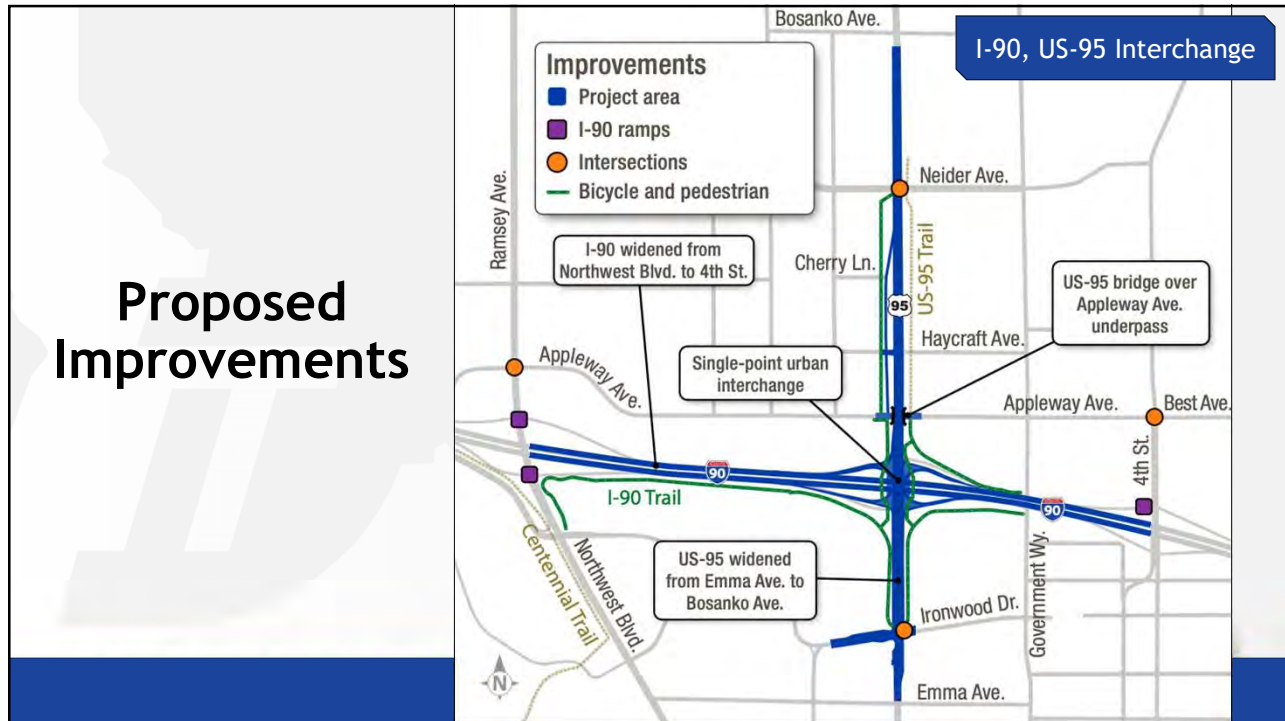 Proposed
Improvements
I-90, US-95 Interchange
Bosanko Ave.
Improvements
Project area
I-90 ramps
Intersections
Bicycle and pedestrian
Neider Ave.
Ramsey Ave.
I-90 widened from
Northwest Blvd. to 4th St.
Cherry Ln.
US-95 Trail
95
US-95 bridge over
Appleway Ave.
underpass
Haycraft Ave.
Single-point urban
interchange
Appleway Ave.
Appleway Ave.
Best Ave.
4th St.
90
I-90 Trail
90
Centennial Trail
Northwest Blvd.
US-95 widened
from Emma Ave. to
Bosanko Ave.
Ironwood Dr.
Government Wy.
N
Emma Ave.